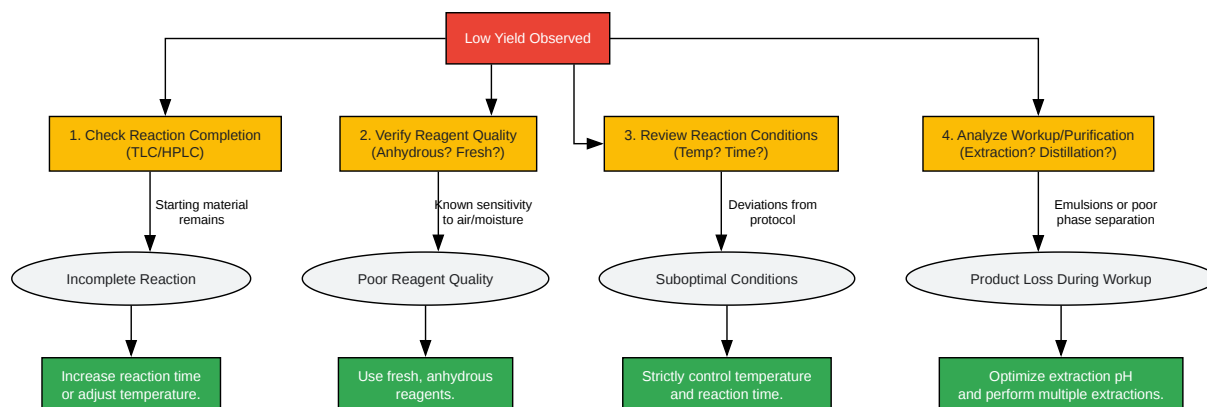 Low Yield Observed
1. Check Reaction Completion
(TLC/HPLC)
2. Verify Reagent Quality
(Anhydrous? Fresh?)
3. Review Reaction Conditions
(Temp? Time?)
4. Analyze Workup/Purification
(Extraction? Distillation?)
Starting material
remains
Known sensitivity
to air/moisture
Deviations from
protocol
Emulsions or poor
phase separation
Incomplete Reaction
Poor Reagent Quality
Suboptimal Conditions
Product Loss During Workup
Increase reaction time
or adjust temperature.
Use fresh, anhydrous
reagents.
Strictly control temperature
and reaction time.
Optimize extraction pH
and perform multiple extractions.